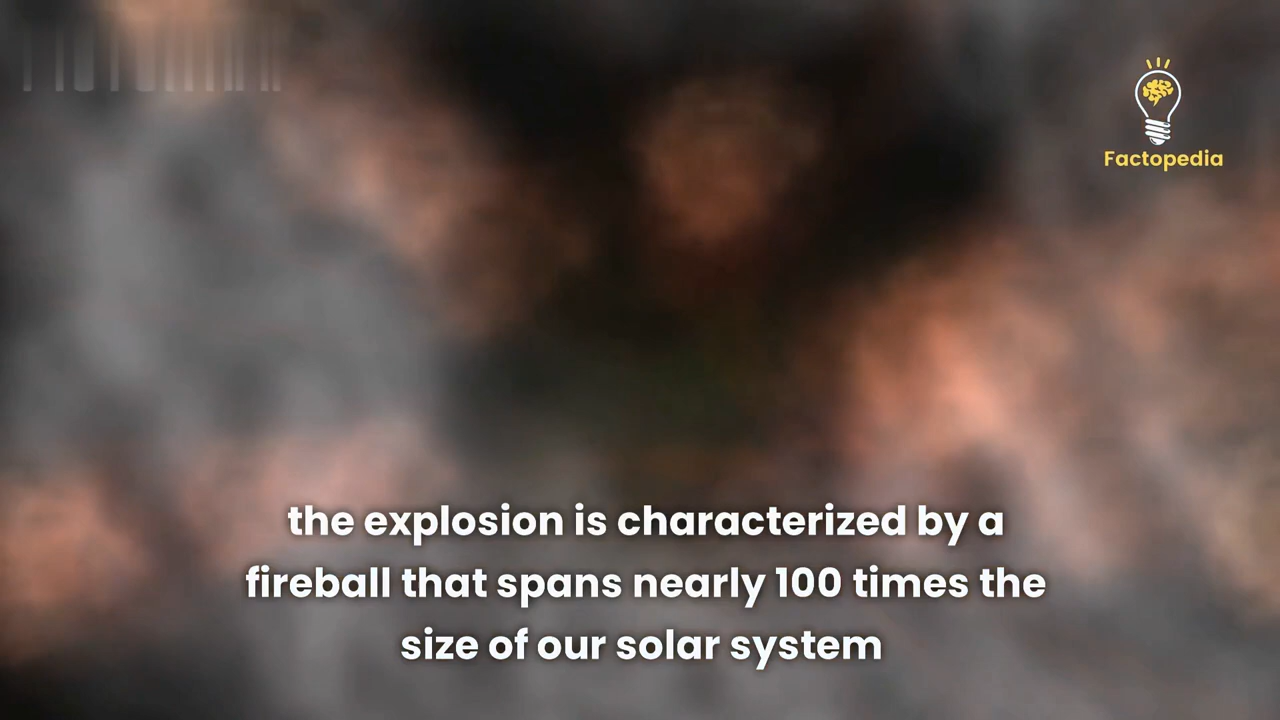 Factopedia
the explosion is characterized by a
fireball that spans nearly 100 times the
size of our solar system